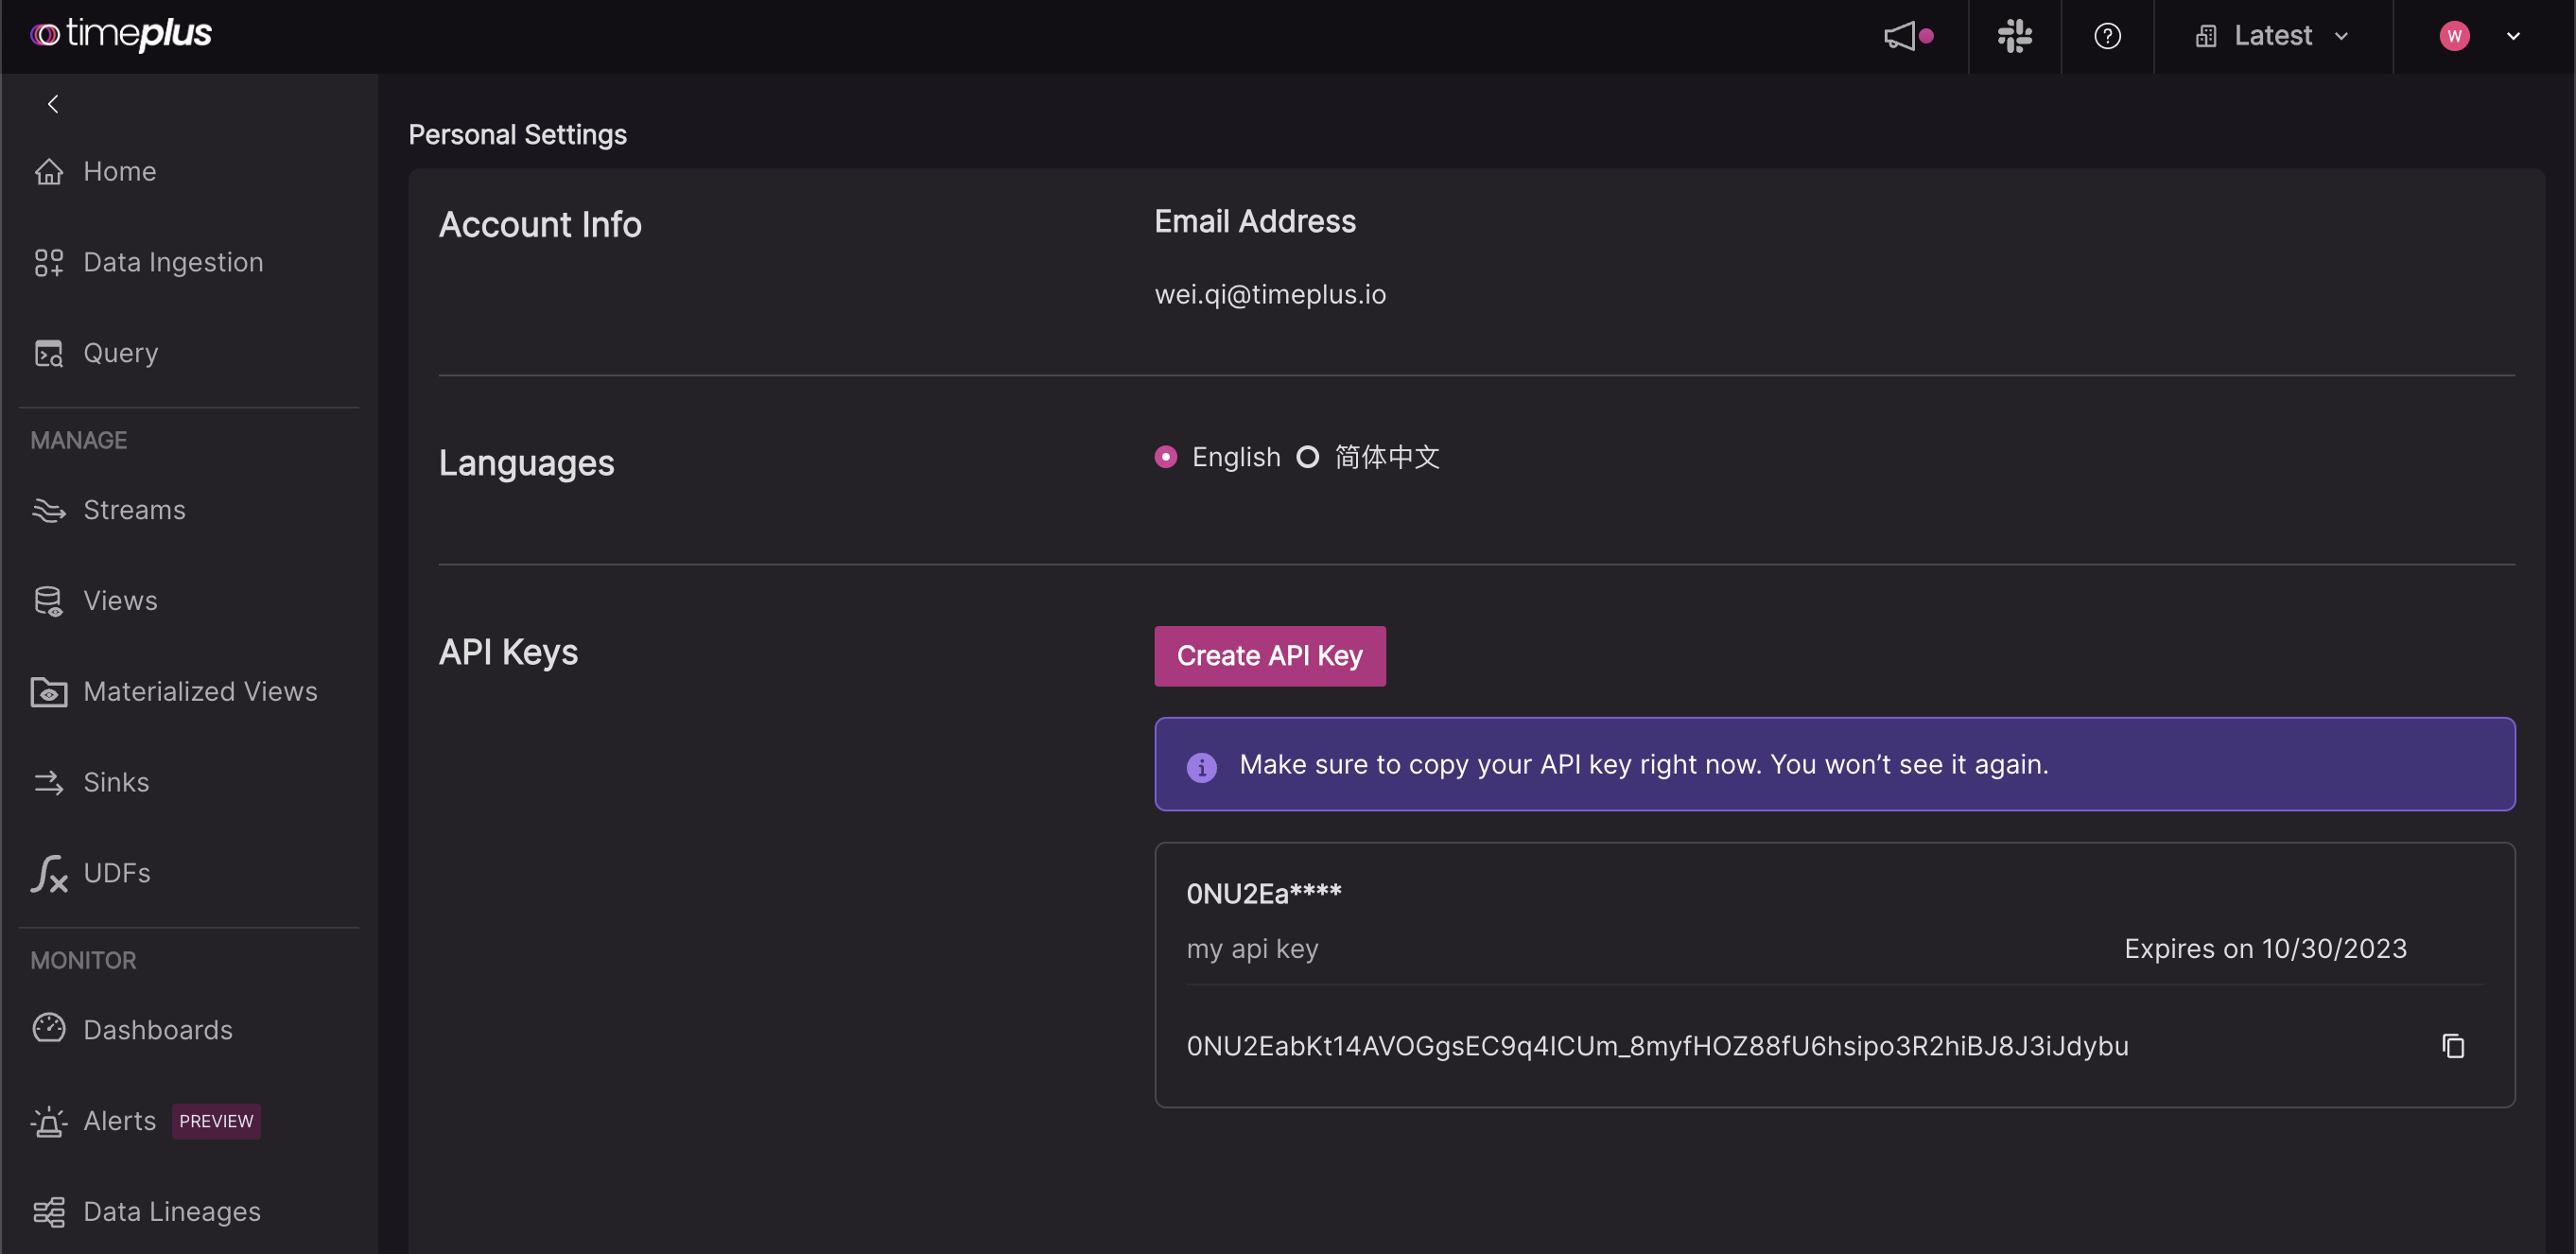 timeplus
Latest
W
Home
Data Ingestion
Query
MANAGE
Streams
Views
Materialized Views
Sinks
UDFs
MONITOR
Dashboards
Alerts PREVIEW
Data Lineages
Personal Settings
Account Info
Email Address
wei.qi@timeplus.io
Languages
English 简体中文
API Keys
Create API Key
Make sure to copy your API key right now. You won’t see it again.
0NU2Ea****
my api key
Expires on 10/30/2023
0NU2EabKt14AVOGgsEC9q4ICUm_8myfHOZ88fU6hsipo3R2hiBJ8J3iJdybu